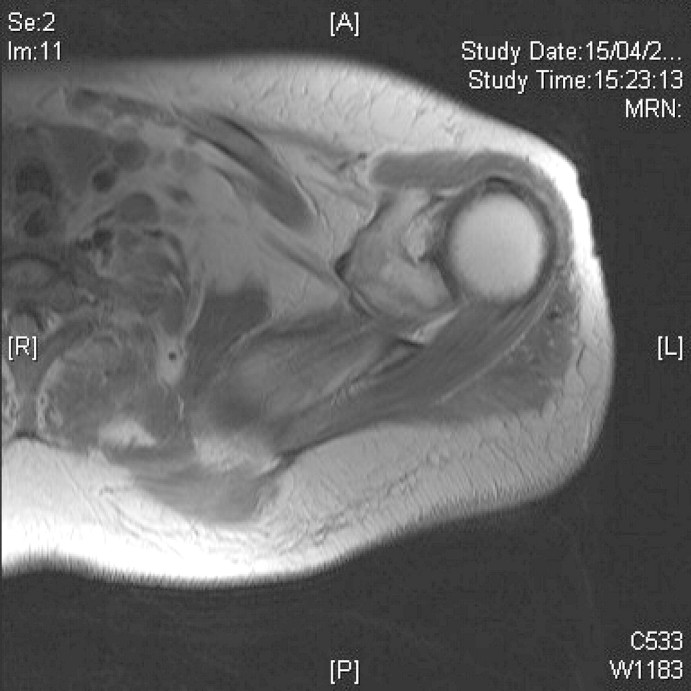 Se:2
Im:11
[A]
Study Date:15/04/2...
Study Time:15:23:13
MRN:
[R]
[L]
[P]
C533
W1183